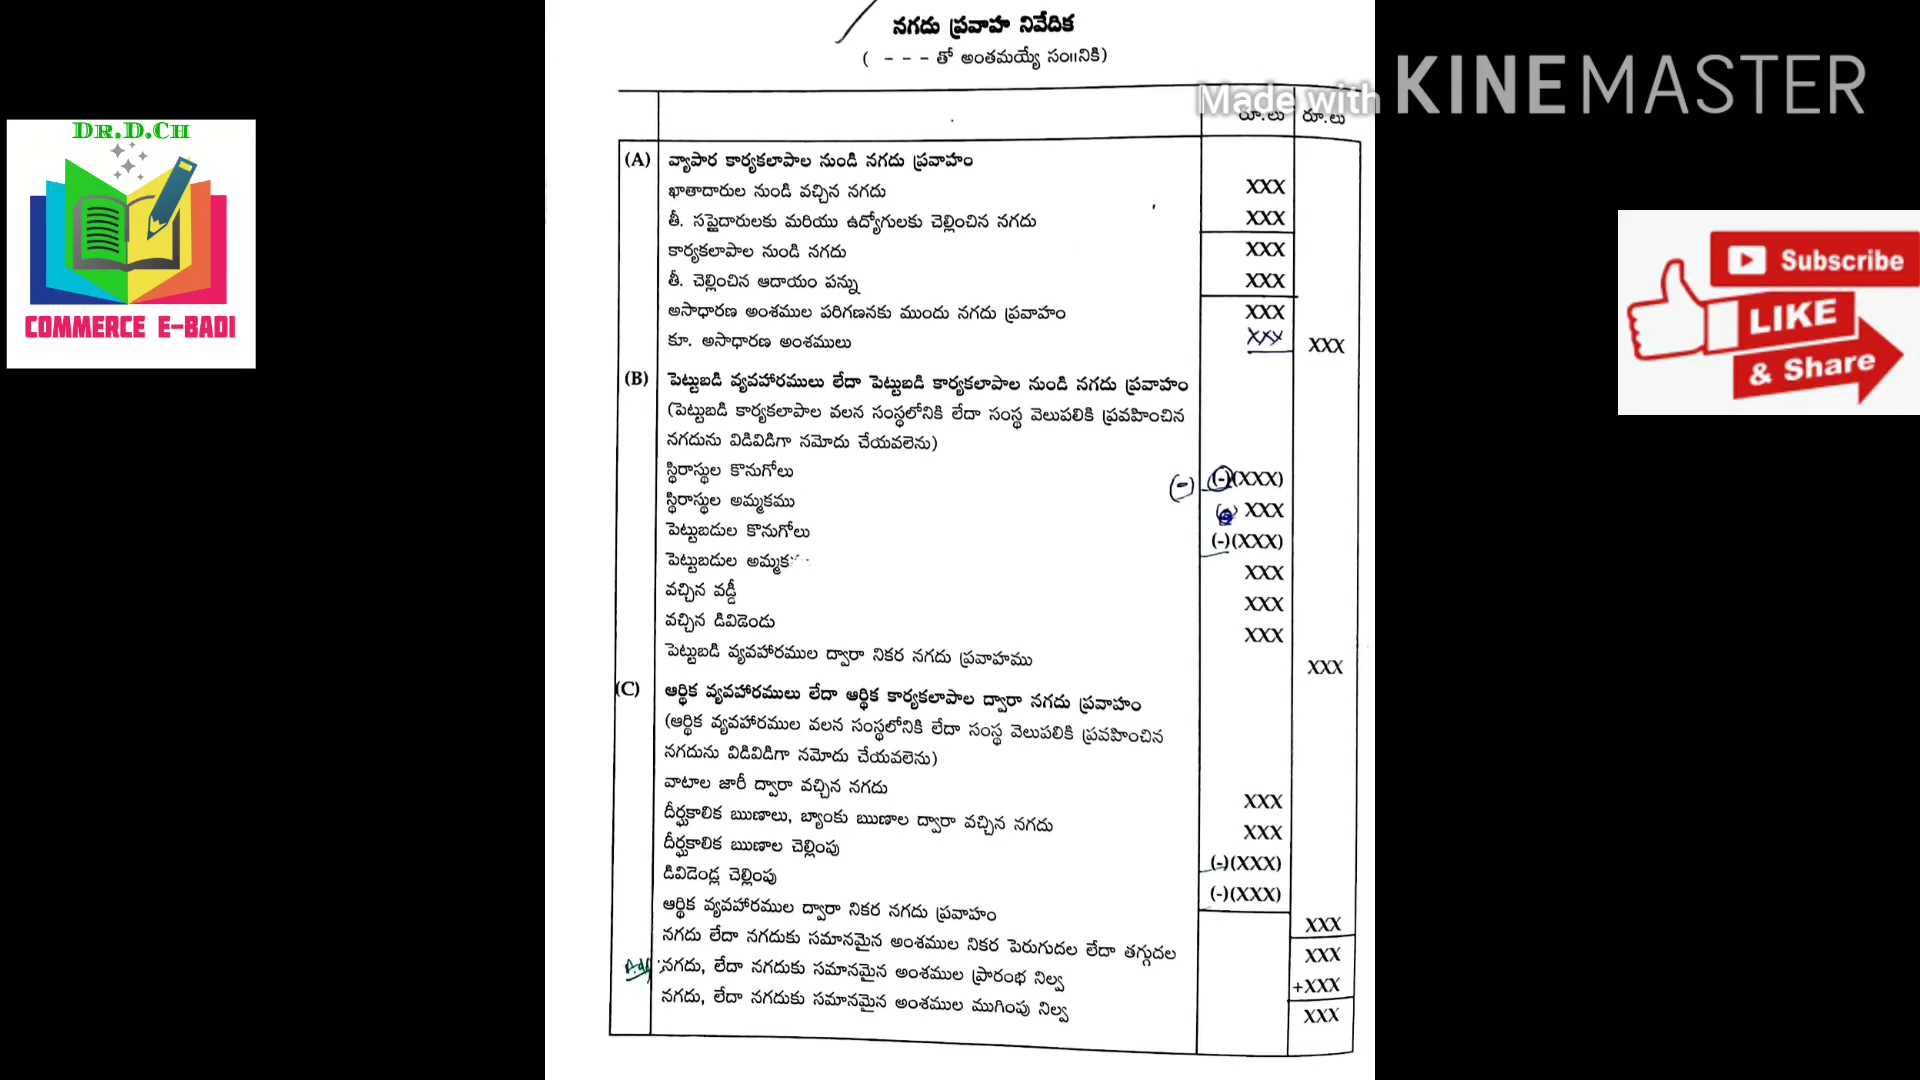 నగదు ప్రవాహ నివేదిక
( - - - తో అంతమయ్యే సం॥నికి)
Made with KINEMASTER
రూ.లు రూ.లు
DR.D.CH
COMMERCE E-BADI
Subscribe
LIKE
& Share
(A) వ్యాపార కార్యకలాపాల నుండి నగదు ప్రవాహం
ఖాతాదారుల నుండి వచ్చిన నగదు XXX
తీ. సప్లైదారులకు మరియు ఉద్యోగులకు చెల్లించిన నగదు XXX
కార్యకలాపాల నుండి నగదు XXX
తీ. చెల్లించిన ఆదాయం పన్ను XXX
అసాధారణ అంశముల పరిగణనకు ముందు నగదు ప్రవాహం XXX
కూ. అసాధారణ అంశములు XXX XXX
(B) పెట్టుబడి వ్యవహారములు లేదా పెట్టుబడి కార్యకలాపాల నుండి నగదు ప్రవాహం
(పెట్టుబడి కార్యకలాపాల వలన సంస్థలోనికి లేదా సంస్థ వెలుపలికి ప్రవహించిన
నగదును విడివిడిగా నమోదు చేయవలెను)
స్థిరాస్థుల కొనుగోలు (-) (-)(XXX)
స్థిరాస్థుల అమ్మకము XXX
పెట్టుబడుల కొనుగోలు (-)(XXX)
పెట్టుబడుల అమ్మక XXX
వచ్చిన వడ్డీ XXX
వచ్చిన డివిడెండు XXX
పెట్టుబడి వ్యవహారముల ద్వారా నికర నగదు ప్రవాహము XXX
(C) ఆర్థిక వ్యవహారములు లేదా ఆర్థిక కార్యకలాపాల ద్వారా నగదు ప్రవాహం
(ఆర్థిక వ్యవహారముల వలన సంస్థలోనికి లేదా సంస్థ వెలుపలికి ప్రవహించిన
నగదును విడివిడిగా నమోదు చేయవలెను)
వాటాల జారీ ద్వారా వచ్చిన నగదు XXX
దీర్ఘకాలిక ఋణాలు, బ్యాంకు ఋణాల ద్వారా వచ్చిన నగదు XXX
దీర్ఘకాలిక ఋణాల చెల్లింపు (-)(XXX)
డివిడెండ్ల చెల్లింపు (-)(XXX)
ఆర్థిక వ్యవహారముల ద్వారా నికర నగదు ప్రవాహం XXX
నగదు లేదా నగదుకు సమానమైన అంశముల నికర పెరుగుదల లేదా తగ్గుదల XXX
Add నగదు, లేదా నగదుకు సమానమైన అంశముల ప్రారంభ నిల్వ +XXX
నగదు, లేదా నగదుకు సమానమైన అంశముల ముగింపు నిల్వ XXX